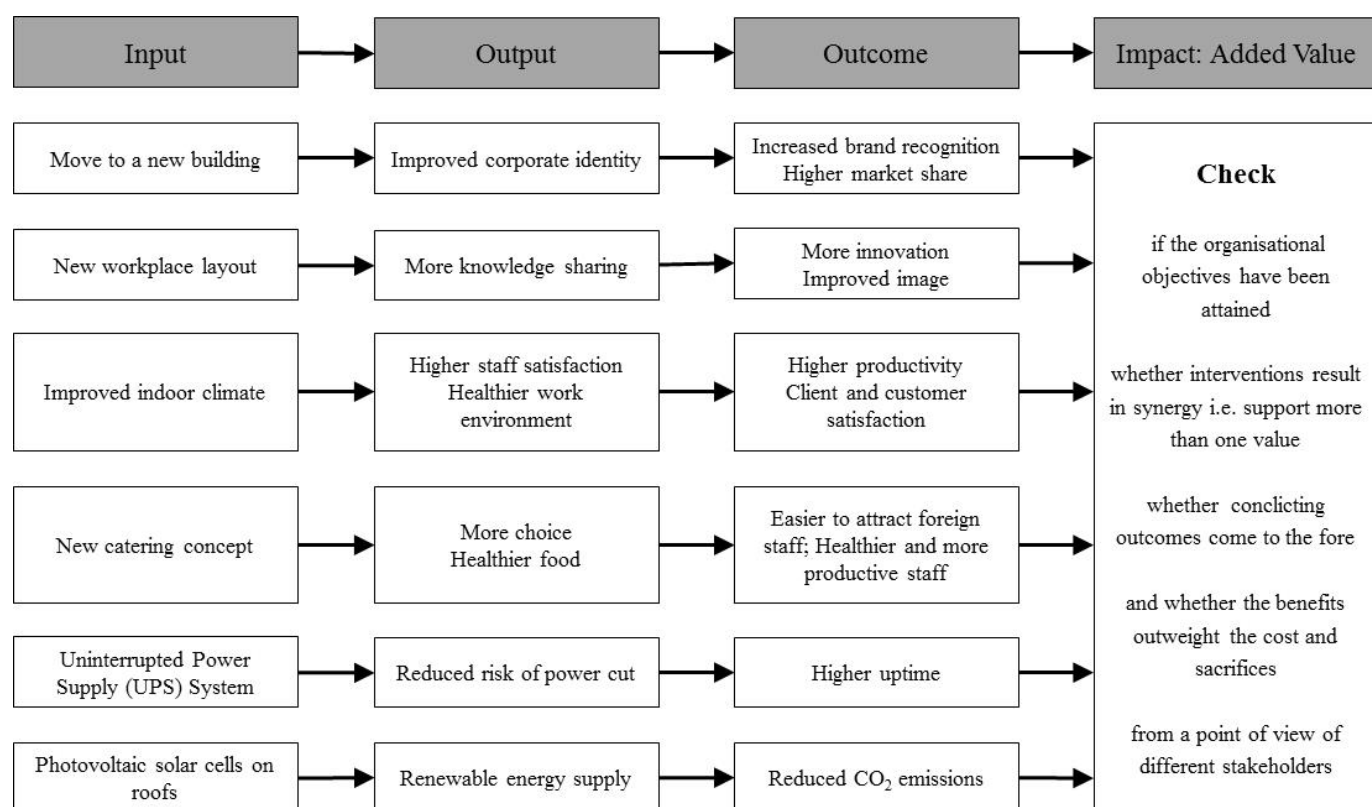 Input
Output
Outcome
Impact: Added Value
Move to a new building
Improved corporate identity
Increased brand recognition
Higher market share
New workplace layout
More knowledge sharing
More innovation
Improved image
Improved indoor climate
Higher staff satisfaction
Healthier work
environment
Higher productivity
Client and customer
satisfaction
New catering concept
More choice
Healthier food
Easier to attract foreign
staff; Healthier and more
productive staff
Uninterrupted Power
Supply (UPS) System
Reduced risk of power cut
Higher uptime
Photovoltaic solar cells on
roofs
Renewable energy supply
Reduced CO₂ emissions
Check
if the organisational
objectives have been
attained
whether interventions result
in synergy i.e. support more
than one value
whether conclicting
outcomes come to the fore
and whether the benefits
outweight the cost and
sacrifices
from a point of view of
different stakeholders